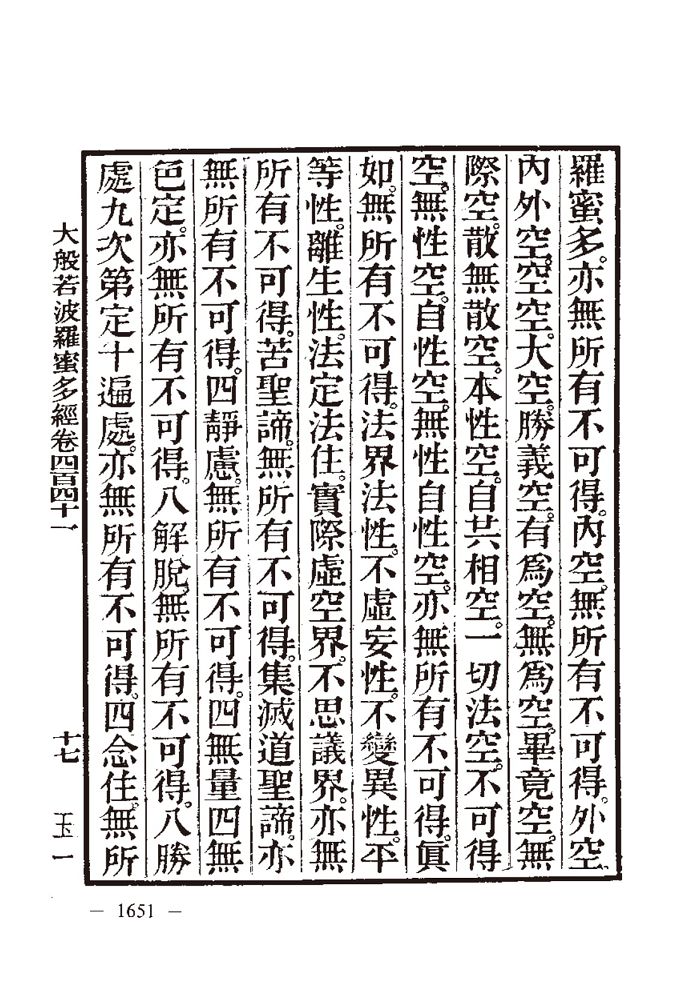 羅蜜多。亦無所有不可得。內空。無所有不可得。外空
內外空。空空。大空。勝義空。有為空。無為空。畢竟空。無
際空。散無散空。本性空。自共相空。一切法空。不可得
空。無性空。自性空。無性自性空。亦無所有不可得。眞
如。無所有不可得。法界法性。不虛妄性。不變異性。平
等性。離生性。法定法住。實際虛空界。不思議界。亦無
所有不可得。苦聖諦。無所有不可得。集滅道聖諦。亦
無所有不可得。四靜慮。無所有不可得。四無量四無
色定。亦無所有不可得。八解脫。無所有不可得。八勝
處九次第定十遍處。亦無所有不可得。四念住。無所
大般若波羅蜜多經卷四百四十一 十七 玉一
— 1651 —